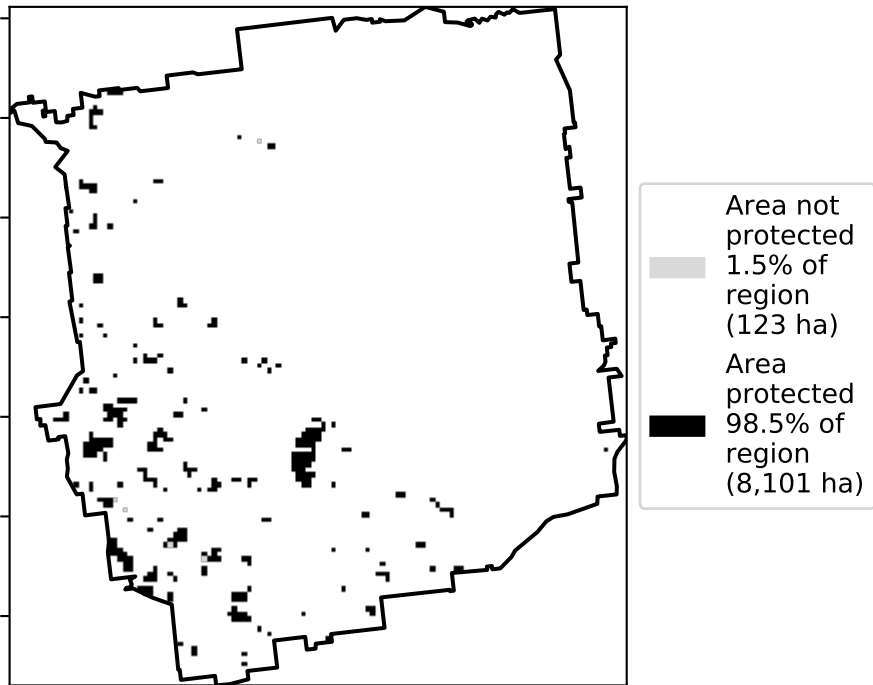 Area not
protected
1.5% of
region
(123 ha)
Area
protected
98.5% of
region
(8,101 ha)